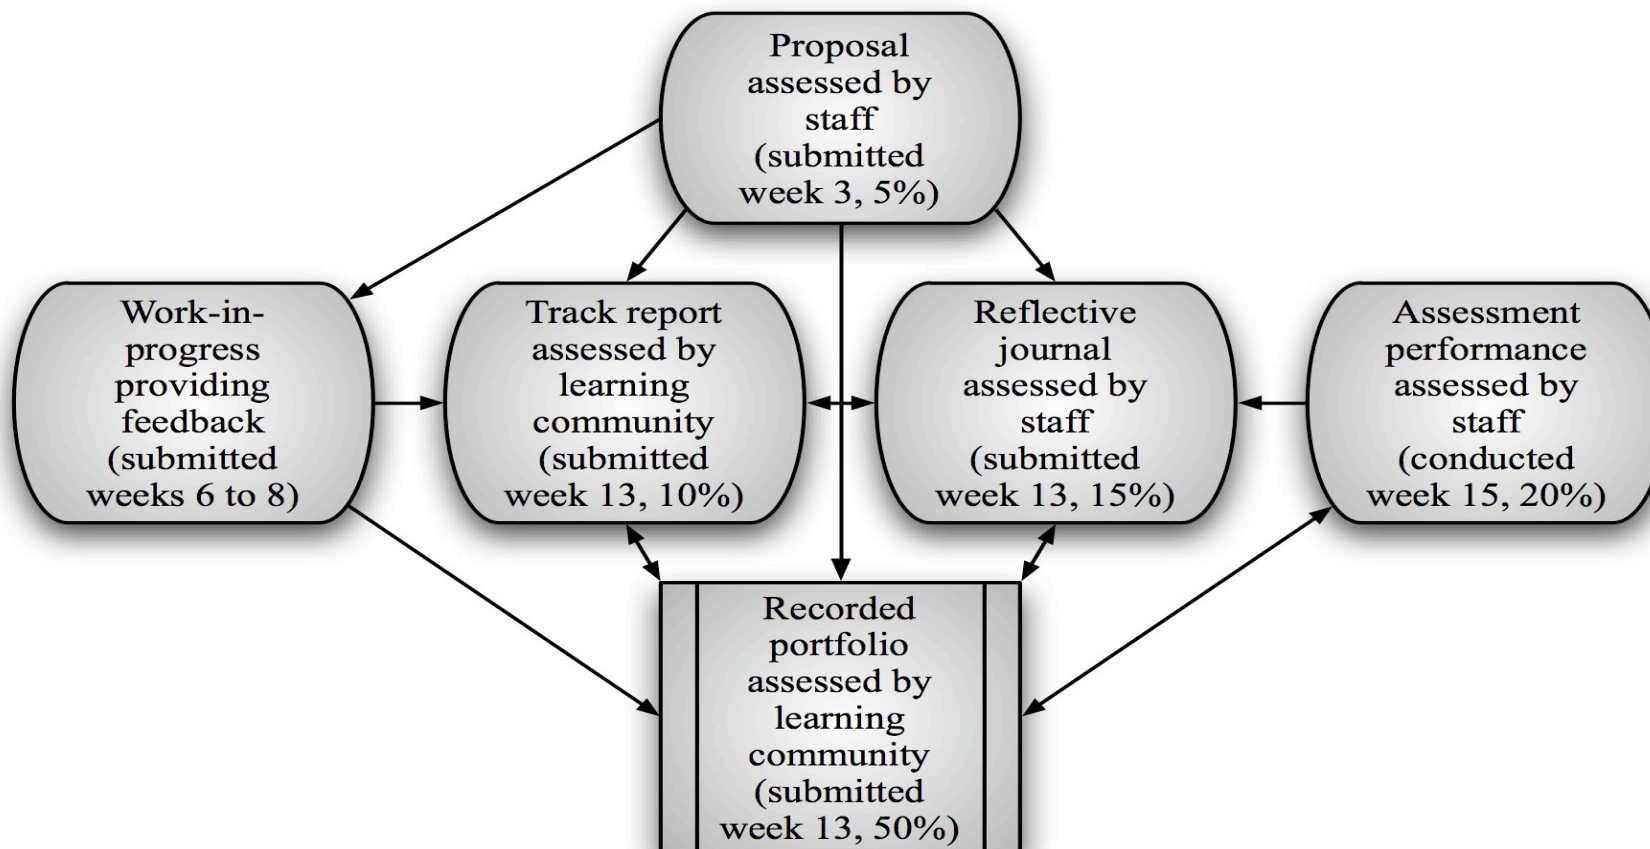 Proposal
assessed by
staff
(submitted
week 3, 5%)
Work-in-
progress
providing
feedback
(submitted
weeks 6 to 8)
Track report
assessed by
learning
community
(submitted
week 13, 10%)
Reflective
journal
assessed by
staff
(submitted
week 13, 15%)
Assessment
performance
assessed by
staff
(conducted
week 15, 20%)
Recorded
portfolio
assessed by
learning
community
(submitted
week 13, 50%)